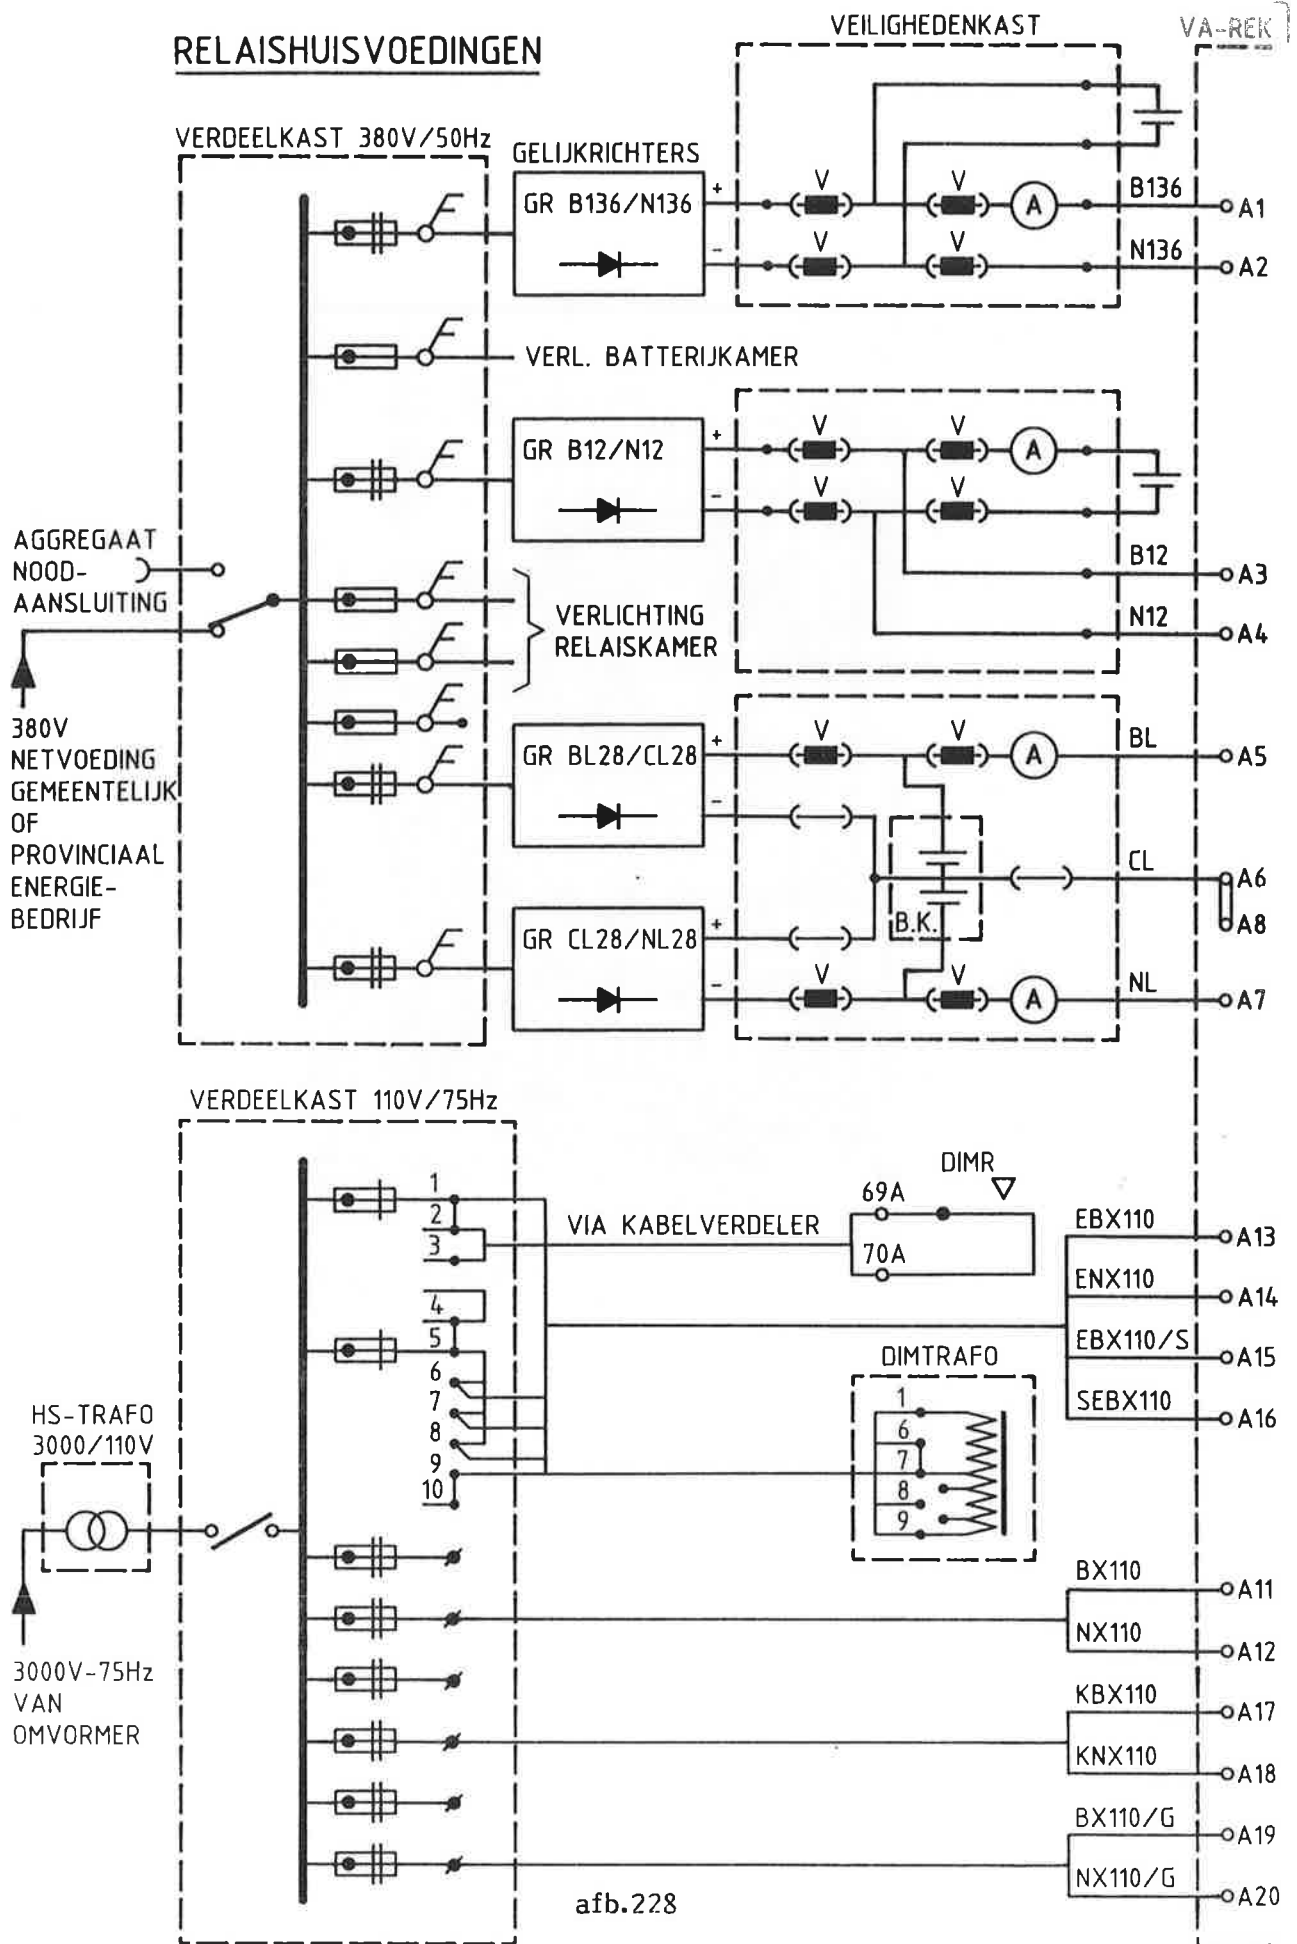 RELAISHUISVOEDINGEN
VEILIGHEDENKAST
VA-REK
VERDEELKAST 380V/50Hz
GELIJKRICHTERS
GR B136/N136
+
-
V
V
V
V
A
B136
A1
N136
A2
VERL. BATTERIJKAMER
GR B12/N12
+
-
V
V
V
V
A
B12
A3
N12
A4
AGGREGAAT
NOOD-
AANSLUITING
VERLICHTING
RELAISKAMER
380V
NETVOEDING
GEMEENTELIJK
OF
PROVINCIAAL
ENERGIE-
BEDRIJF
GR BL28/CL28
+
-
V
V
A
BL
A5
CL
A6
A8
B.K.
GR CL28/NL28
+
-
V
V
A
NL
A7
VERDEELKAST 110V/75Hz
1
2
3
4
5
6
7
8
9
10
VIA KABELVERDELER
DIMR
69A
70A
EBX110
A13
ENX110
A14
EBX110/S
A15
SEBX110
A16
DIMTRAFO
1
6
7
8
9
HS-TRAFO
3000/110V
3000V-75Hz
VAN
OMVORMER
BX110
A11
NX110
A12
KBX110
A17
KNX110
A18
BX110/G
A19
NX110/G
A20
afb.228